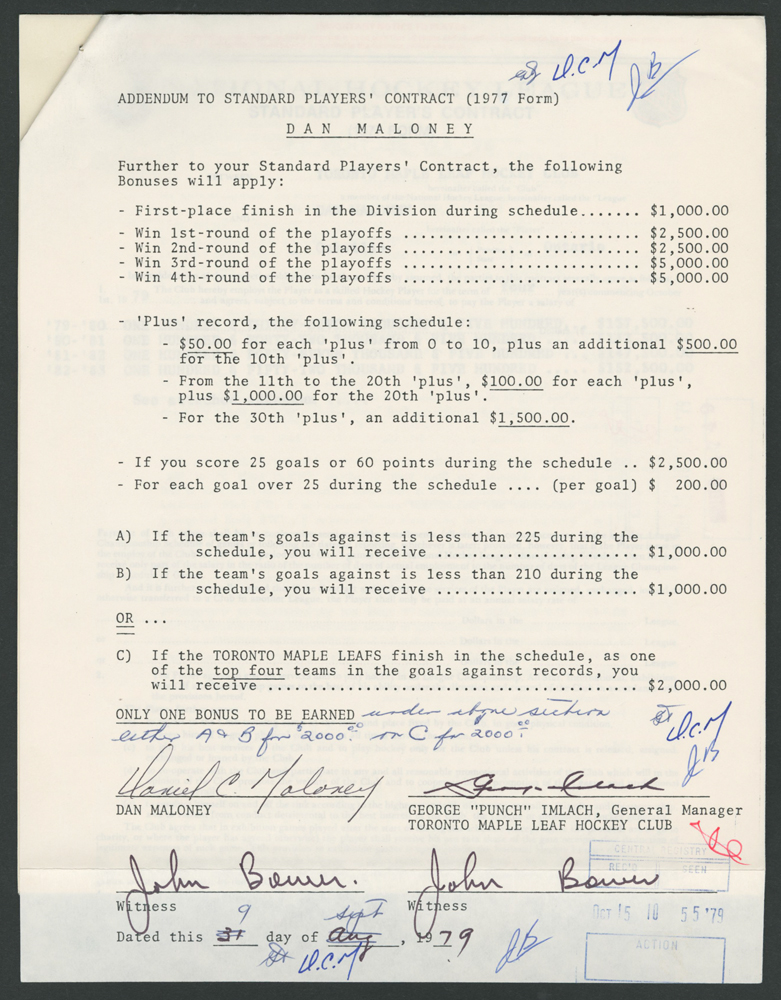 D.C.M JB
ADDENDUM TO STANDARD PLAYERS' CONTRACT (1977 Form)
DAN MALONEY
Further to your Standard Players' Contract, the following
Bonuses will apply:
- First-place finish in the Division during schedule....... $1,000.00
- Win 1st-round of the playoffs ........................... $2,500.00
- Win 2nd-round of the playoffs ........................... $2,500.00
- Win 3rd-round of the playoffs ........................... $5,000.00
- Win 4th-round of the playoffs ........................... $5,000.00
- 'Plus' record, the following schedule:
- $50.00 for each 'plus' from 0 to 10, plus an additional $500.00
for the 10th 'plus'.
- From the 11th to the 20th 'plus', $100.00 for each 'plus',
plus $1,000.00 for the 20th 'plus'.
- For the 30th 'plus', an additional $1,500.00.
- If you score 25 goals or 60 points during the schedule .. $2,500.00
- For each goal over 25 during the schedule .... (per goal) $ 200.00
A) If the team's goals against is less than 225 during the
schedule, you will receive ....................... $1,000.00
B) If the team's goals against is less than 210 during the
schedule, you will receive ....................... $1,000.00
OR ...
C) If the TORONTO MAPLE LEAFS finish in the schedule, as one
of the top four teams in the goals against records, you
will receive .......................................... $2,000.00
ONLY ONE BONUS TO BE EARNED under above section
either A & B for $2000.00 or C for 2000.00
D.C.M
JB
Daniel C. Maloney
DAN MALONEY
GEORGE "PUNCH" IMLACH, General Manager
TORONTO MAPLE LEAF HOCKEY CLUB
CENTRAL REGISTRY
REC'D SEEN
John Bower. John Bower
Witness Witness
OCT 15 10 55 '79
9 Sept
Dated this 31 day of Aug, 1979
D.C.M JB
ACTION